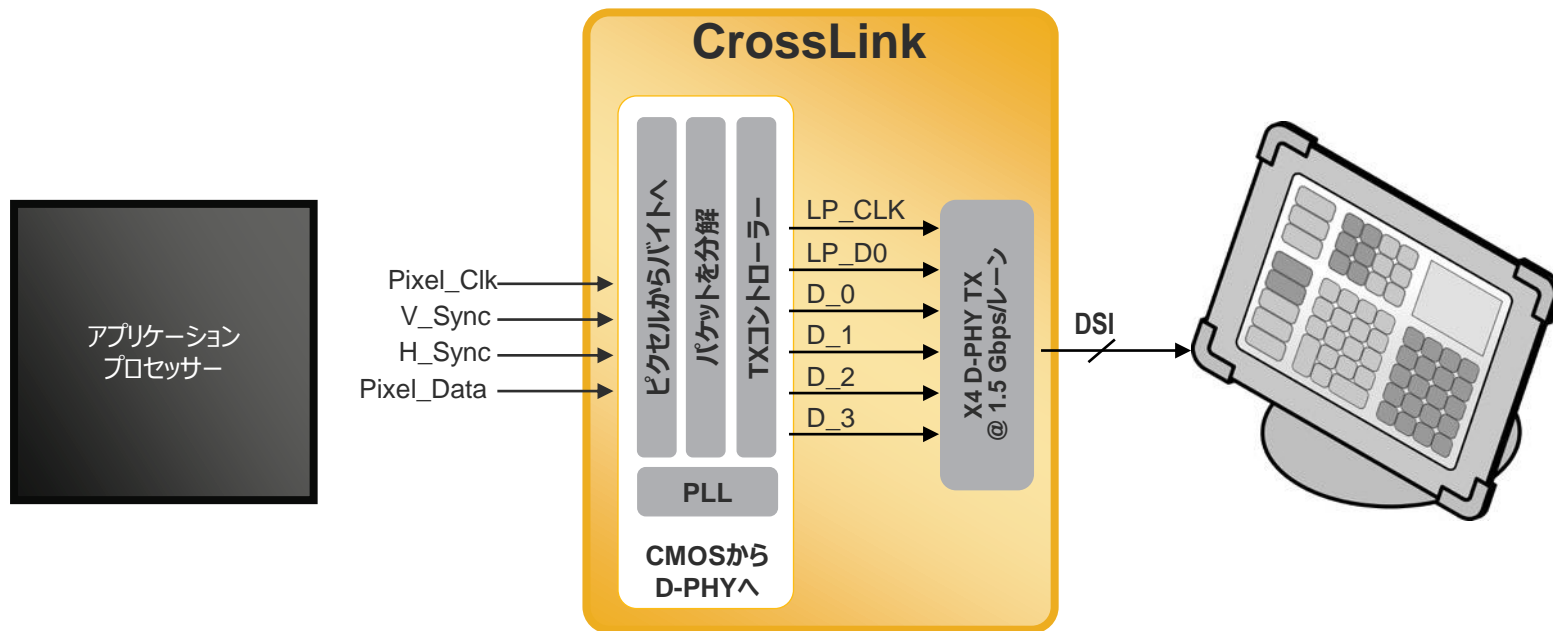 CrossLink
アプリケーション
プロセッサー
Pixel_Clk
V_Sync
H_Sync
Pixel_Data
ピクセルからバイトへ
パケットを分解
TXコントローラー
PLL
CMOSから
D-PHYへ
LP_CLK
LP_D0
D_0
D_1
D_2
D_3
X4 D-PHY TX
@ 1.5 Gbps/レーン
DSI